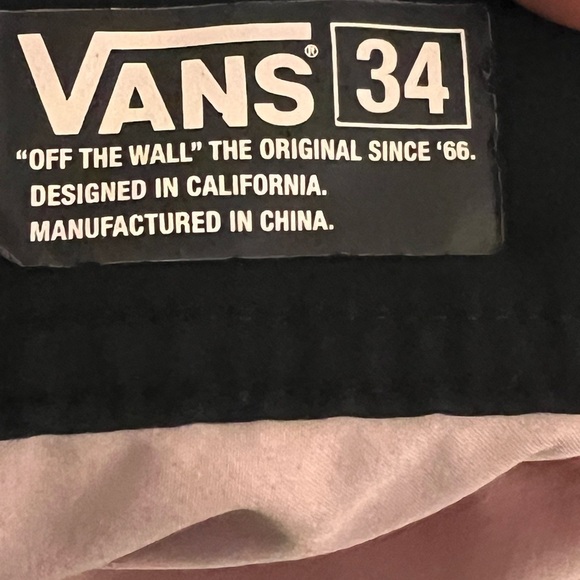 VANS® 34
“OFF THE WALL” THE ORIGINAL SINCE ‘66.
DESIGNED IN CALIFORNIA.
MANUFACTURED IN CHINA.